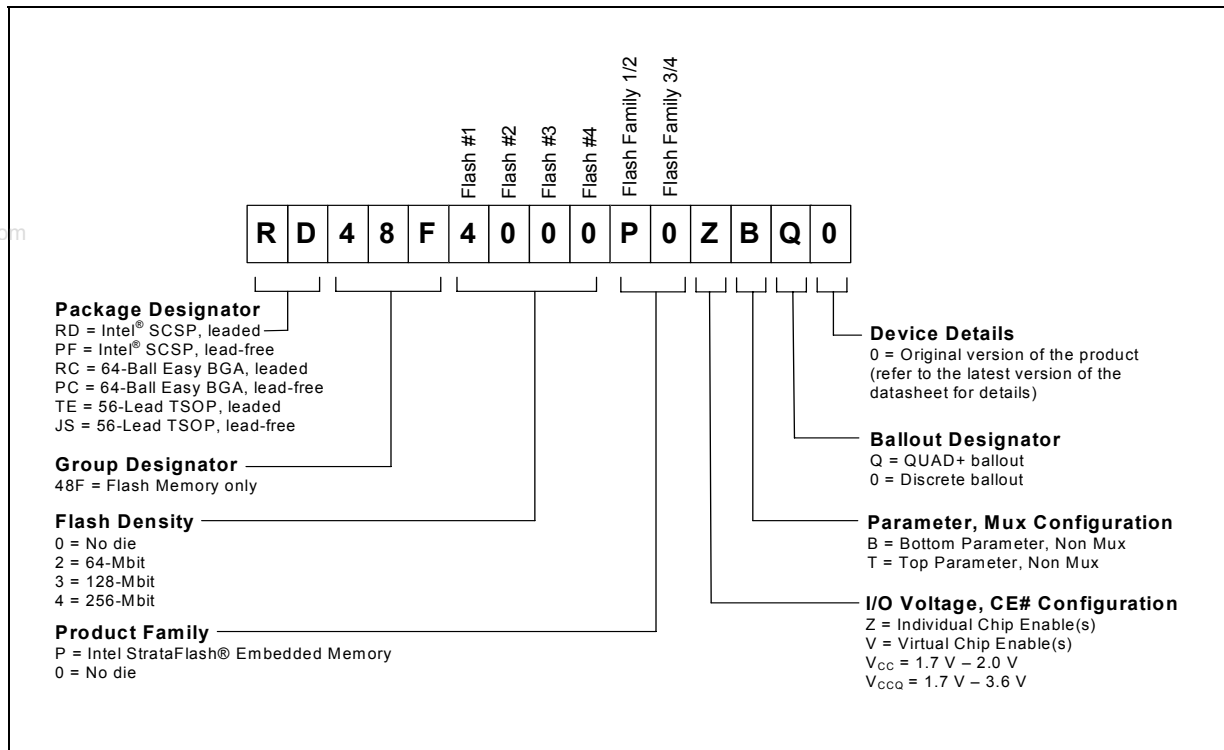 Flash #1
Flash #2
Flash #3
Flash #4
Flash Family 1/2
Flash Family 3/4
om
R D 4 8 F 4 0 0 0 P 0 Z B Q 0
Package Designator
RD = Intel® SCSP, leaded
PF = Intel® SCSP, lead-free
RC = 64-Ball Easy BGA, leaded
PC = 64-Ball Easy BGA, lead-free
TE = 56-Lead TSOP, leaded
JS = 56-Lead TSOP, lead-free
Group Designator
48F = Flash Memory only
Flash Density
0 = No die
2 = 64-Mbit
3 = 128-Mbit
4 = 256-Mbit
Product Family
P = Intel StrataFlash® Embedded Memory
0 = No die
Device Details
0 = Original version of the product
(refer to the latest version of the
datasheet for details)
Ballout Designator
Q = QUAD+ ballout
0 = Discrete ballout
Parameter, Mux Configuration
B = Bottom Parameter, Non Mux
T = Top Parameter, Non Mux
I/O Voltage, CE# Configuration
Z = Individual Chip Enable(s)
V = Virtual Chip Enable(s)
VCC = 1.7 V – 2.0 V
VCCQ = 1.7 V – 3.6 V